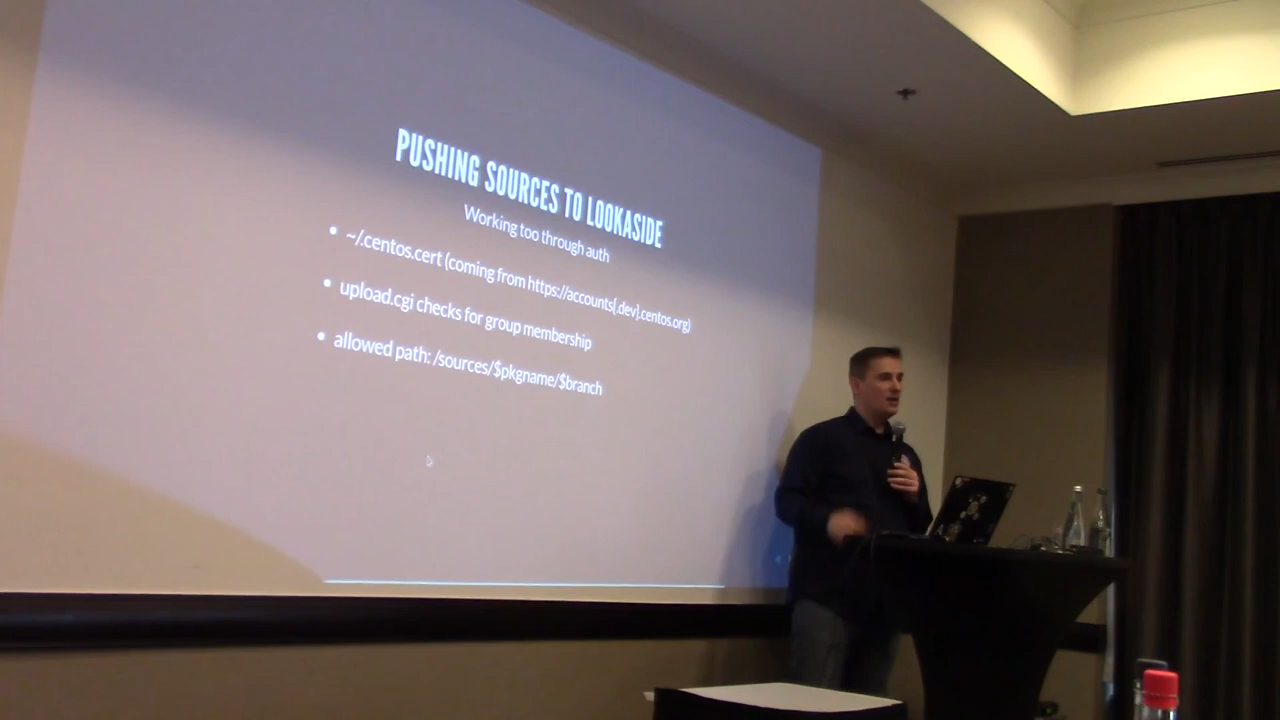 PUSHING SOURCES TO LOOKASIDE
Working too through auth
~/.centos.cert (coming from https://accounts{.dev}.centos.org)
upload.cgi checks for group membership
allowed path: /sources/$pkgname/$branch